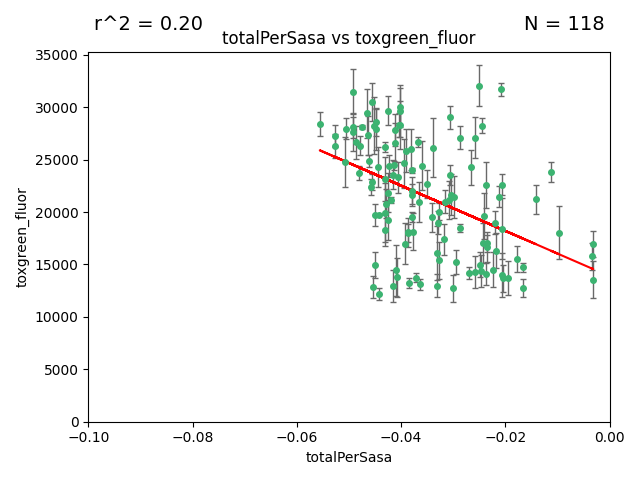 r^2 = 0.20
N = 118
totalPerSasa vs toxgreen_fluor
35000
30000
25000
20000
15000
10000
5000
0
toxgreen_fluor
−0.10
−0.08
−0.06
−0.04
−0.02
0.00
totalPerSasa